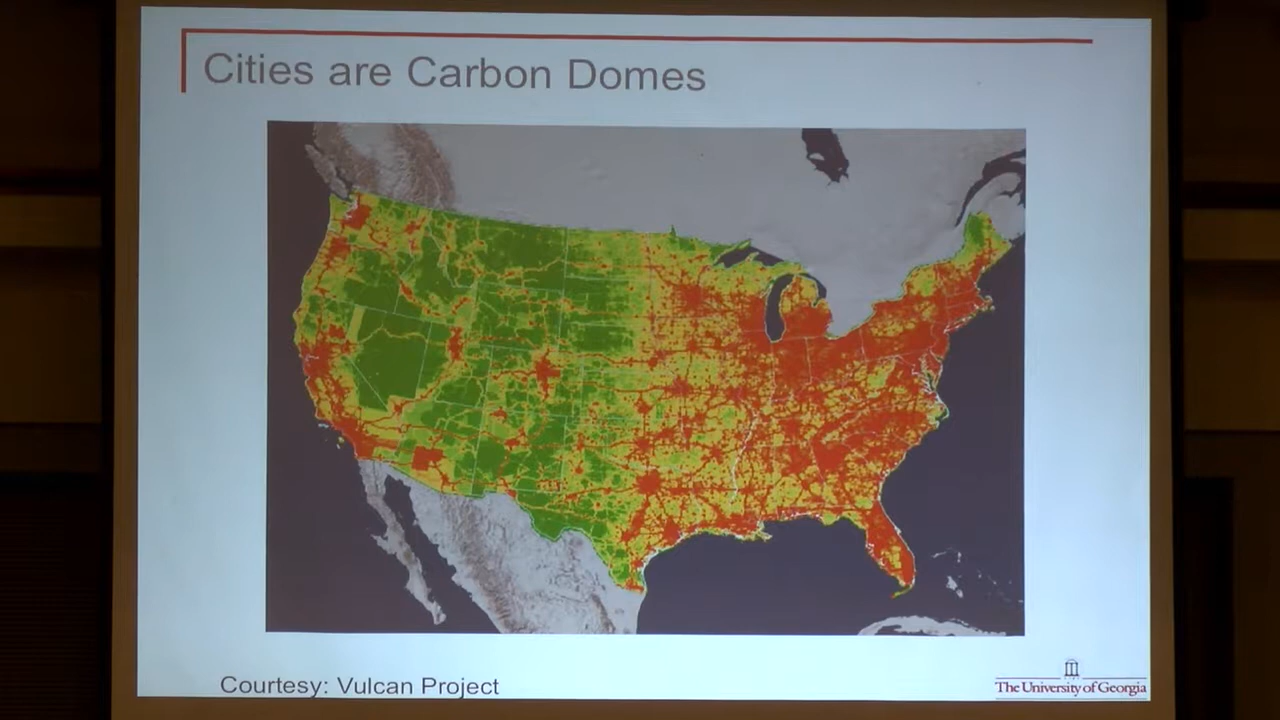 Cities are Carbon Domes
Courtesy: Vulcan Project
The University of Georgia